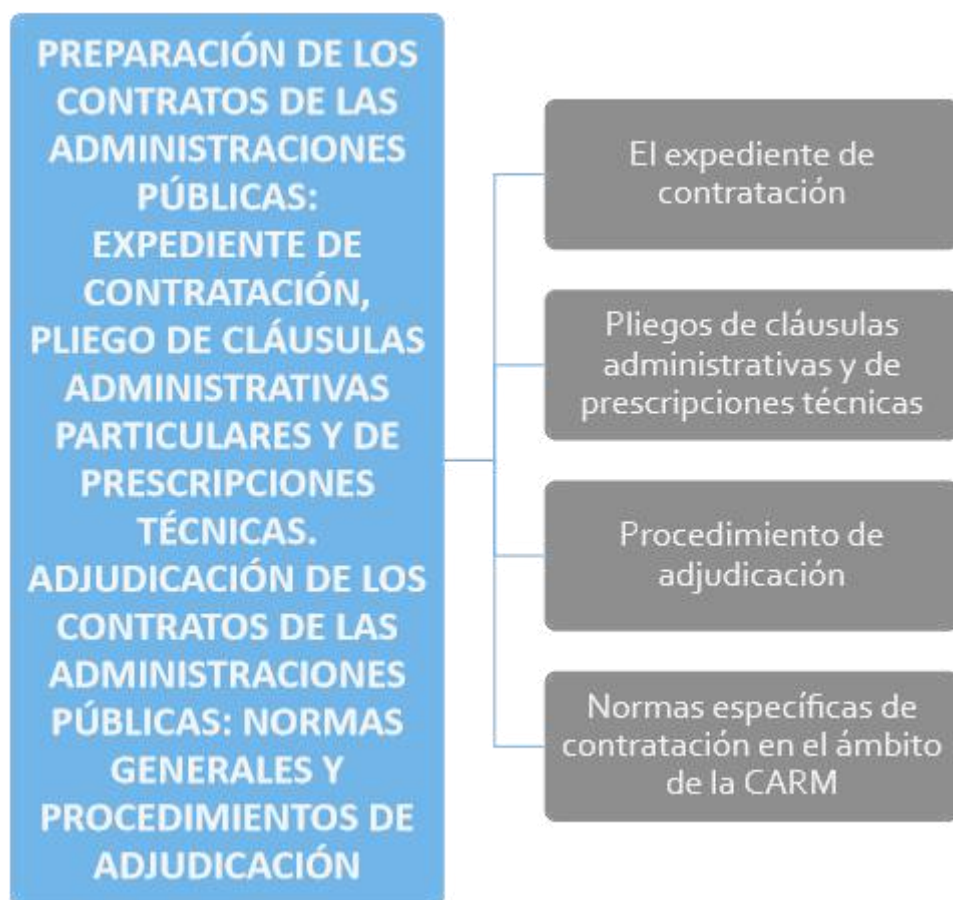 PREPARACIÓN DE LOS
CONTRATOS DE LAS
ADMINISTRACIONES
PÚBLICAS:
EXPEDIENTE DE
CONTRATACIÓN,
PLIEGO DE CLÁUSULAS
ADMINISTRATIVAS
PARTICULARES Y DE
PRESCRIPCIONES
TÉCNICAS.
ADJUDICACIÓN DE LOS
CONTRATOS DE LAS
ADMINISTRACIONES
PÚBLICAS: NORMAS
GENERALES Y
PROCEDIMIENTOS DE
ADJUDICACIÓN
El expediente de
contratación
Pliegos de cláusulas
administrativas y de
prescripciones técnicas
Procedimiento de
adjudicación
Normas específicas de
contratación en el ámbito
de la CARM